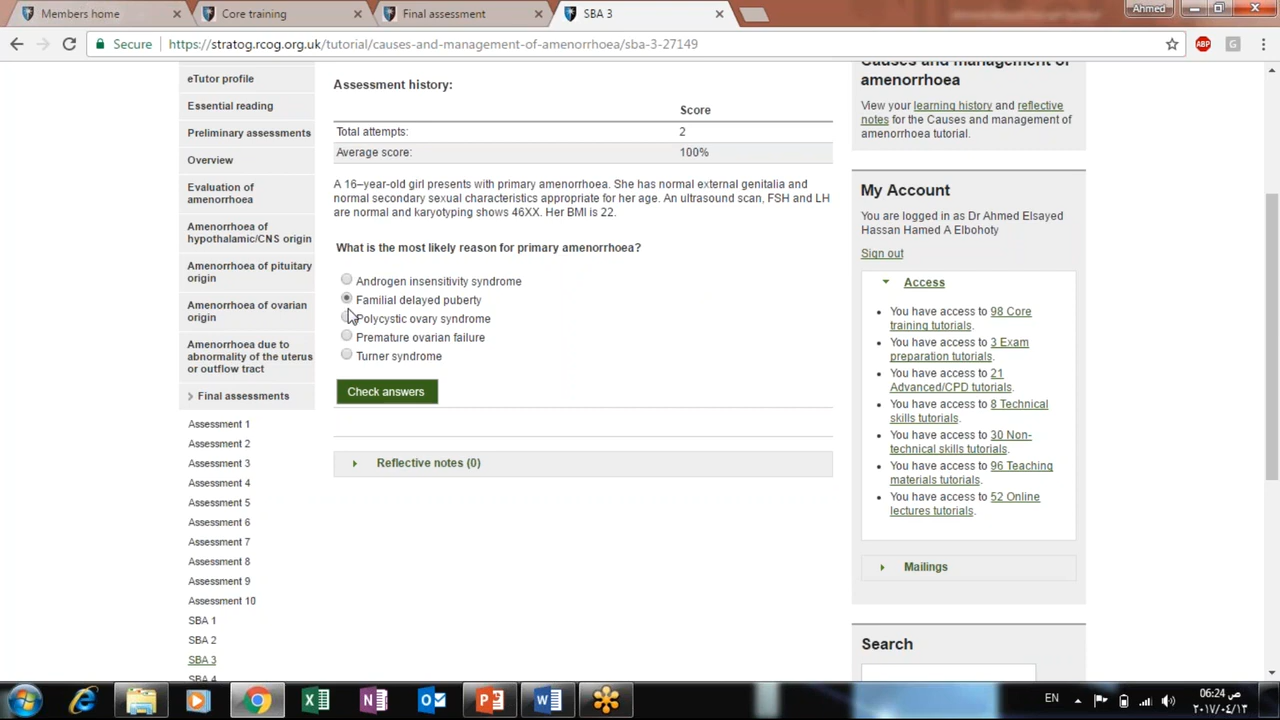 Members home
Core training
Final assessment
SBA 3
Ahmed
Secure
https://stratog.rcog.org.uk/tutorial/causes-and-management-of-amenorrhoea/sba-3-27149
ABP
G
eTutor profile
Essential reading
Preliminary assessments
Overview
Evaluation of
amenorrhoea
Amenorrhoea of
hypothalamic/CNS origin
Amenorrhoea of pituitary
origin
Amenorrhoea of ovarian
origin
Amenorrhoea due to
abnormality of the uterus
or outflow tract
Final assessments
Assessment 1
Assessment 2
Assessment 3
Assessment 4
Assessment 5
Assessment 6
Assessment 7
Assessment 8
Assessment 9
Assessment 10
SBA 1
SBA 2
SBA 3
SBA 4
Assessment history:
Score
Total attempts: 2
Average score: 100%
A 16–year-old girl presents with primary amenorrhoea. She has normal external genitalia and
normal secondary sexual characteristics appropriate for her age. An ultrasound scan, FSH and LH
are normal and karyotyping shows 46XX. Her BMI is 22.
What is the most likely reason for primary amenorrhoea?
Androgen insensitivity syndrome
Familial delayed puberty
Polycystic ovary syndrome
Premature ovarian failure
Turner syndrome
Check answers
Reflective notes (0)
Causes and management of
amenorrhoea
View your learning history and reflective
notes for the Causes and management of
amenorrhoea tutorial.
My Account
You are logged in as Dr Ahmed Elsayed
Hassan Hamed A Elbohoty
Sign out
Access
You have access to 98 Core
training tutorials.
You have access to 3 Exam
preparation tutorials.
You have access to 21
Advanced/CPD tutorials.
You have access to 8 Technical
skills tutorials.
You have access to 30 Non-
technical skills tutorials.
You have access to 96 Teaching
materials tutorials.
You have access to 52 Online
lectures tutorials.
Mailings
Search
EN
06:24 ص
٢٠١٧/٠٤/١٣